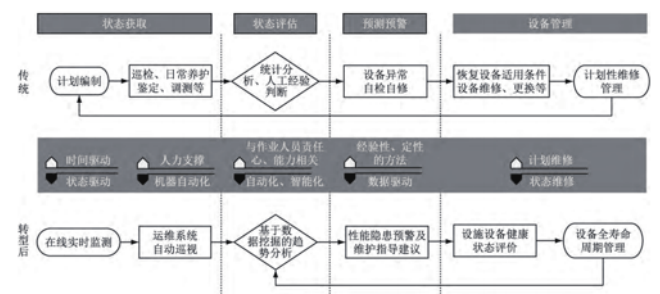 状态获取
状态评估
预测预警
设备管理
传统
计划编制
巡检、日常养护
鉴定、调测等
统计分
析、人工经验
判断
设备异常
自检自修
恢复设备适用条件
设备维修、更换等
计划性维修
管理
时间驱动
状态驱动
人力支撑
机器自动化
与作业人员责任
心、能力相关
自动化、智能化
经验性、定性
的方法
数据驱动
计划维修
状态维修
转型后
在线实时监测
运维系统
自动巡视
基于数
据挖掘的趋
势分析
性能隐患预警及
维护指导建议
设施设备健康
状态评价
设备全寿命
周期管理